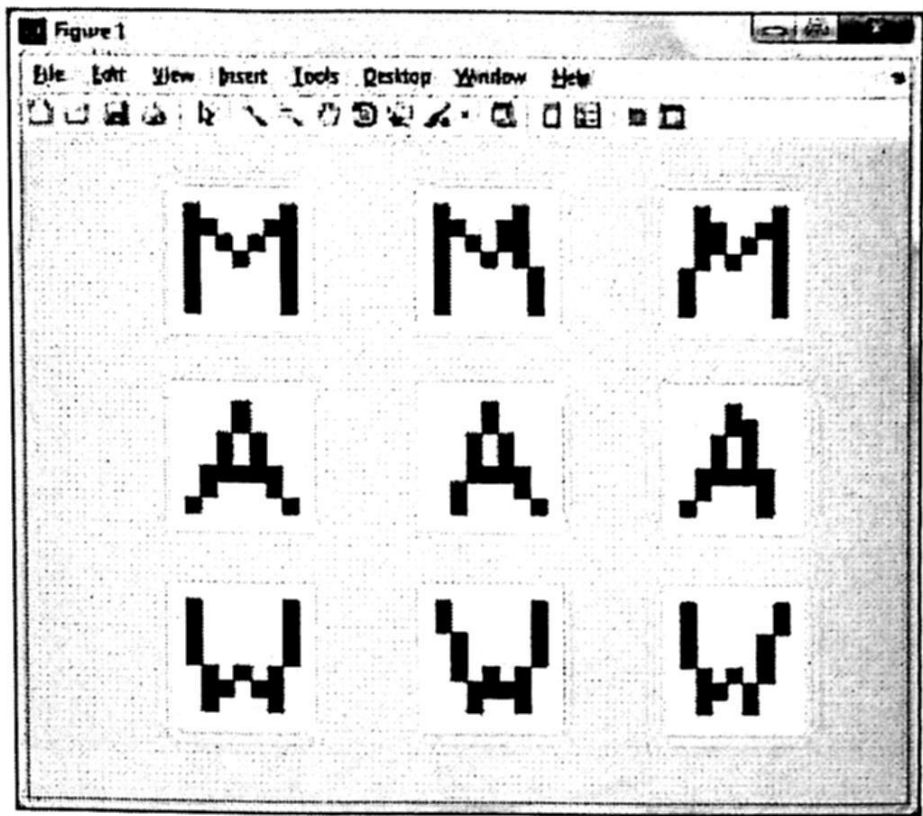 Figure 1
File Edit View Insert Tools Desktop Window Help
M M M
A A A
W W W